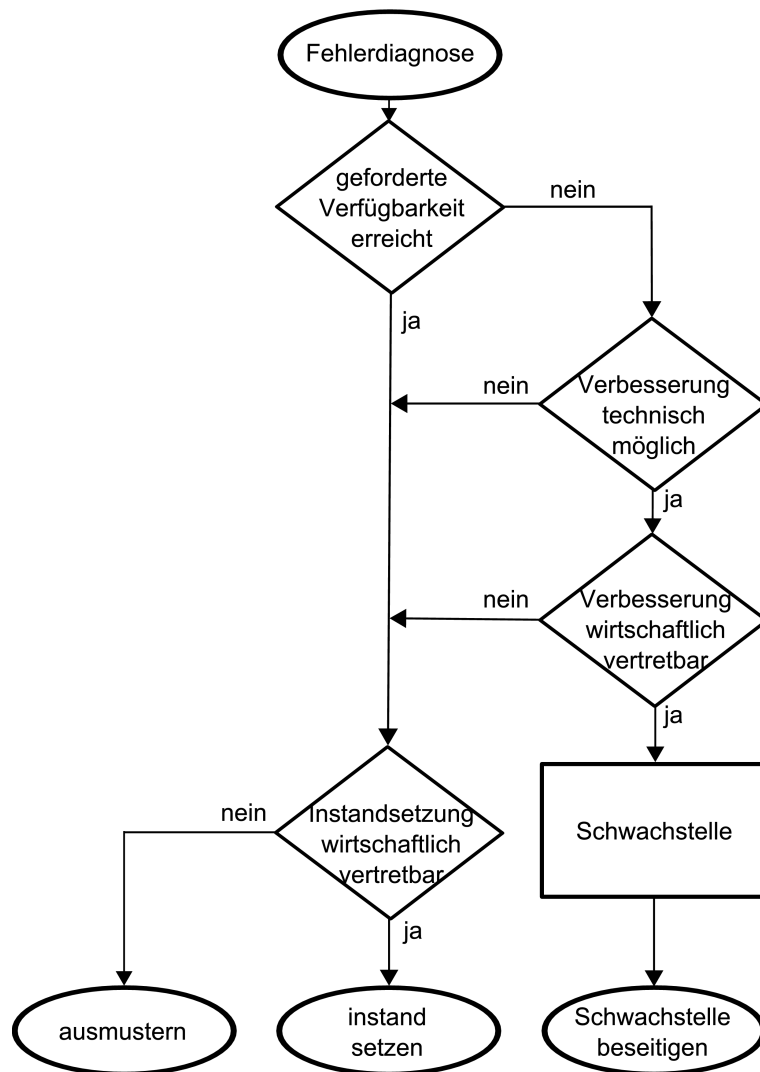 Fehlerdiagnose
geforderte
Verfügbarkeit
erreicht
nein
ja
nein
Verbesserung
technisch
möglich
ja
nein
Verbesserung
wirtschaftlich
vertretbar
ja
nein
Instandsetzung
wirtschaftlich
vertretbar
Schwachstelle
ja
ausmustern
instand
setzen
Schwachstelle
beseitigen